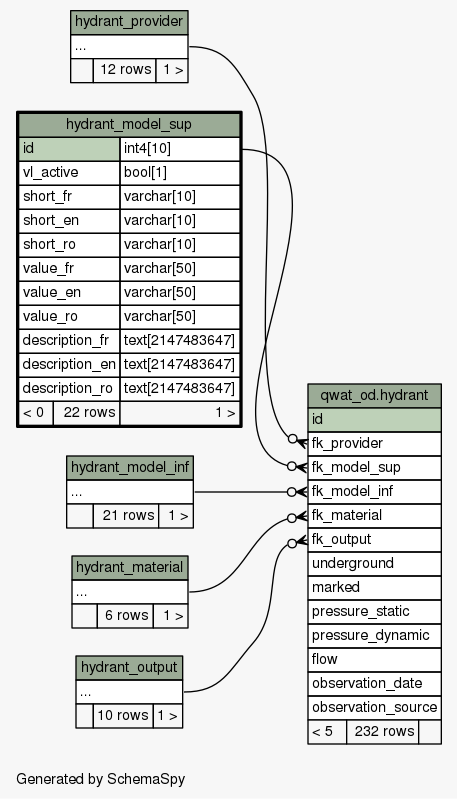 hydrant_provider
...
12 rows 1 >
hydrant_model_sup
id int4[10]
vl_active bool[1]
short_fr varchar[10]
short_en varchar[10]
short_ro varchar[10]
value_fr varchar[50]
value_en varchar[50]
value_ro varchar[50]
description_fr text[2147483647]
description_en text[2147483647]
description_ro text[2147483647]
< 0 22 rows 1 >
hydrant_model_inf
...
21 rows 1 >
hydrant_material
...
6 rows 1 >
hydrant_output
...
10 rows 1 >
qwat_od.hydrant
id
fk_provider
fk_model_sup
fk_model_inf
fk_material
fk_output
underground
marked
pressure_static
pressure_dynamic
flow
observation_date
observation_source
< 5 232 rows
Generated by SchemaSpy